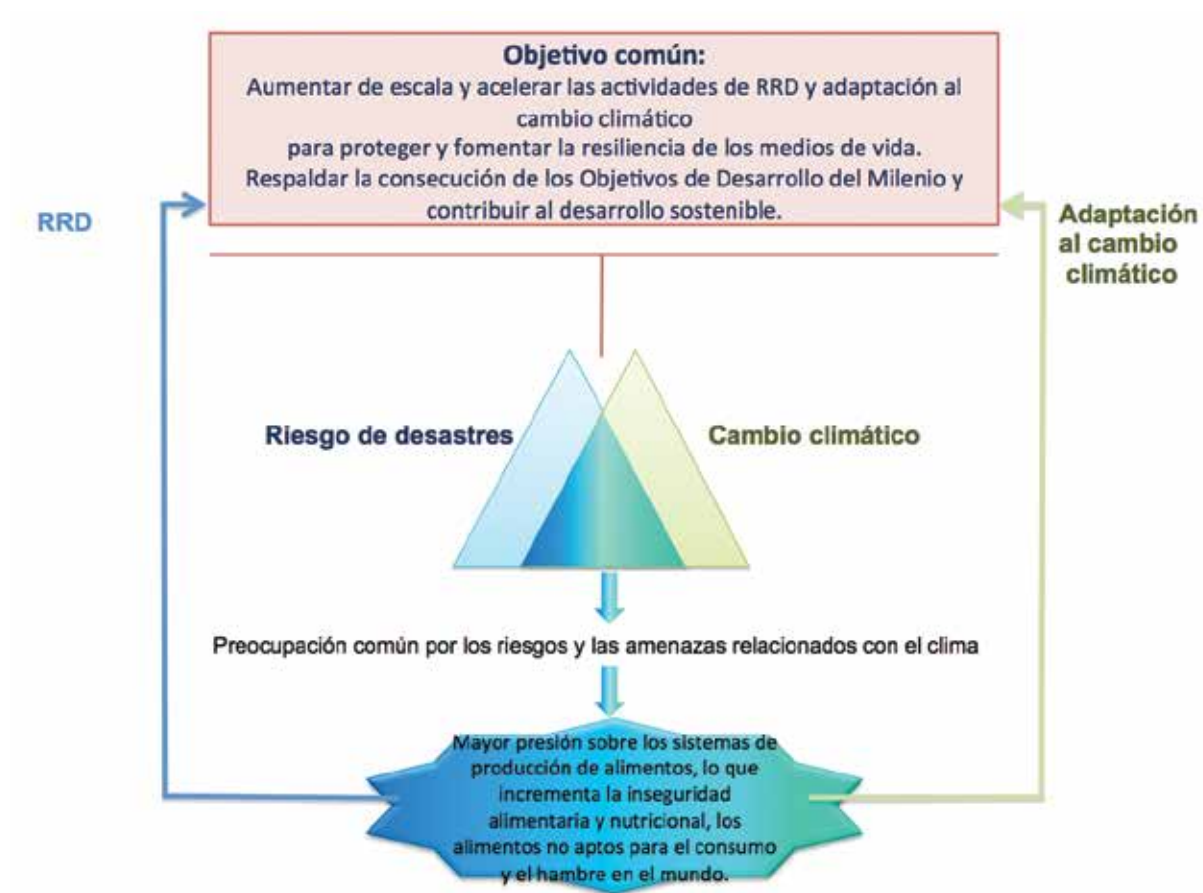 Objetivo común:
Aumentar de escala y acelerar las actividades de RRD y adaptación al
cambio climático
para proteger y fomentar la resiliencia de los medios de vida.
Respaldar la consecución de los Objetivos de Desarrollo del Milenio y
contribuir al desarrollo sostenible.
RRD
Adaptación
al cambio
climático
Riesgo de desastres
Cambio climático
Preocupación común por los riesgos y las amenazas relacionados con el clima
Mayor presión sobre los sistemas de
producción de alimentos, lo que
incrementa la inseguridad
alimentaria y nutricional, los
alimentos no aptos para el consumo
y el hambre en el mundo.